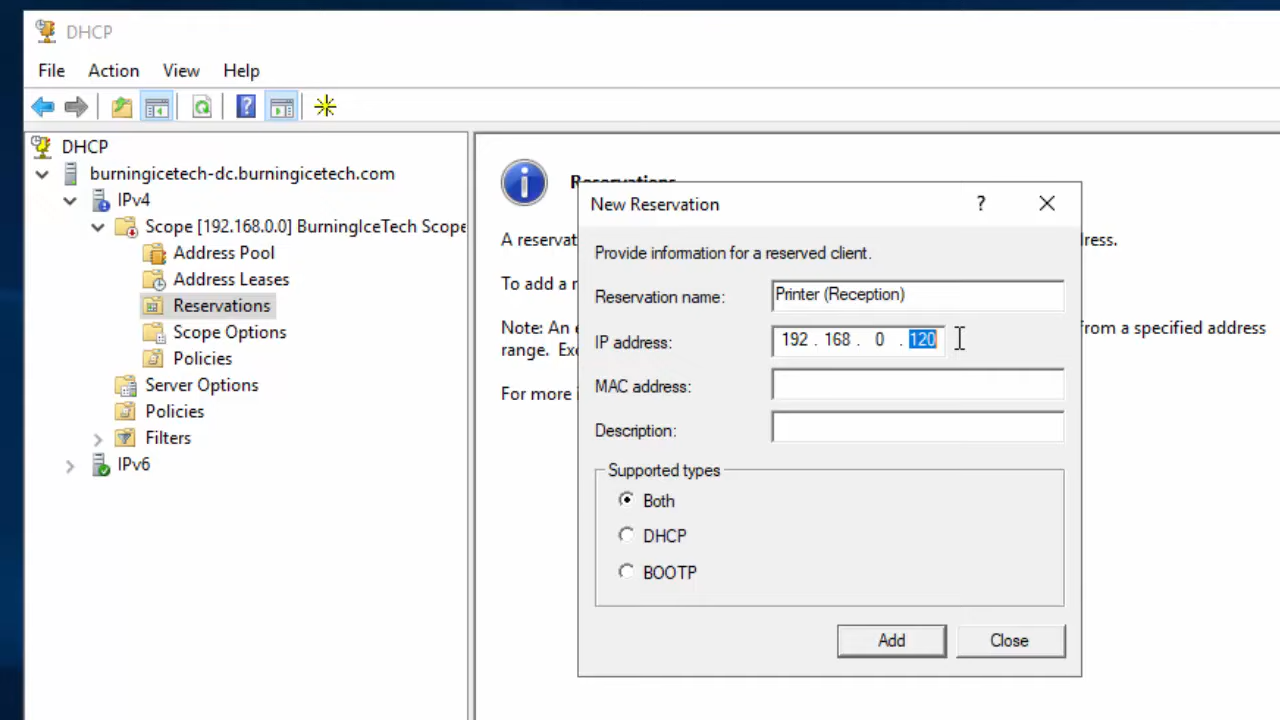 DHCP
File Action View Help
DHCP
burningicetech-dc.burningicetech.com
IPv4
Scope [192.168.0.0] BurningIceTech Scope
Address Pool
Address Leases
Reservations
Scope Options
Policies
Server Options
Policies
Filters
IPv6
Reservations
A reservat
dress.
To add a r
Note: An e
from a specified address
range. Exc
For more i
New Reservation
Provide information for a reserved client.
Reservation name: Printer (Reception)
IP address: 192 . 168 . 0 . 120
MAC address:
Description:
Supported types
Both
DHCP
BOOTP
Add Close